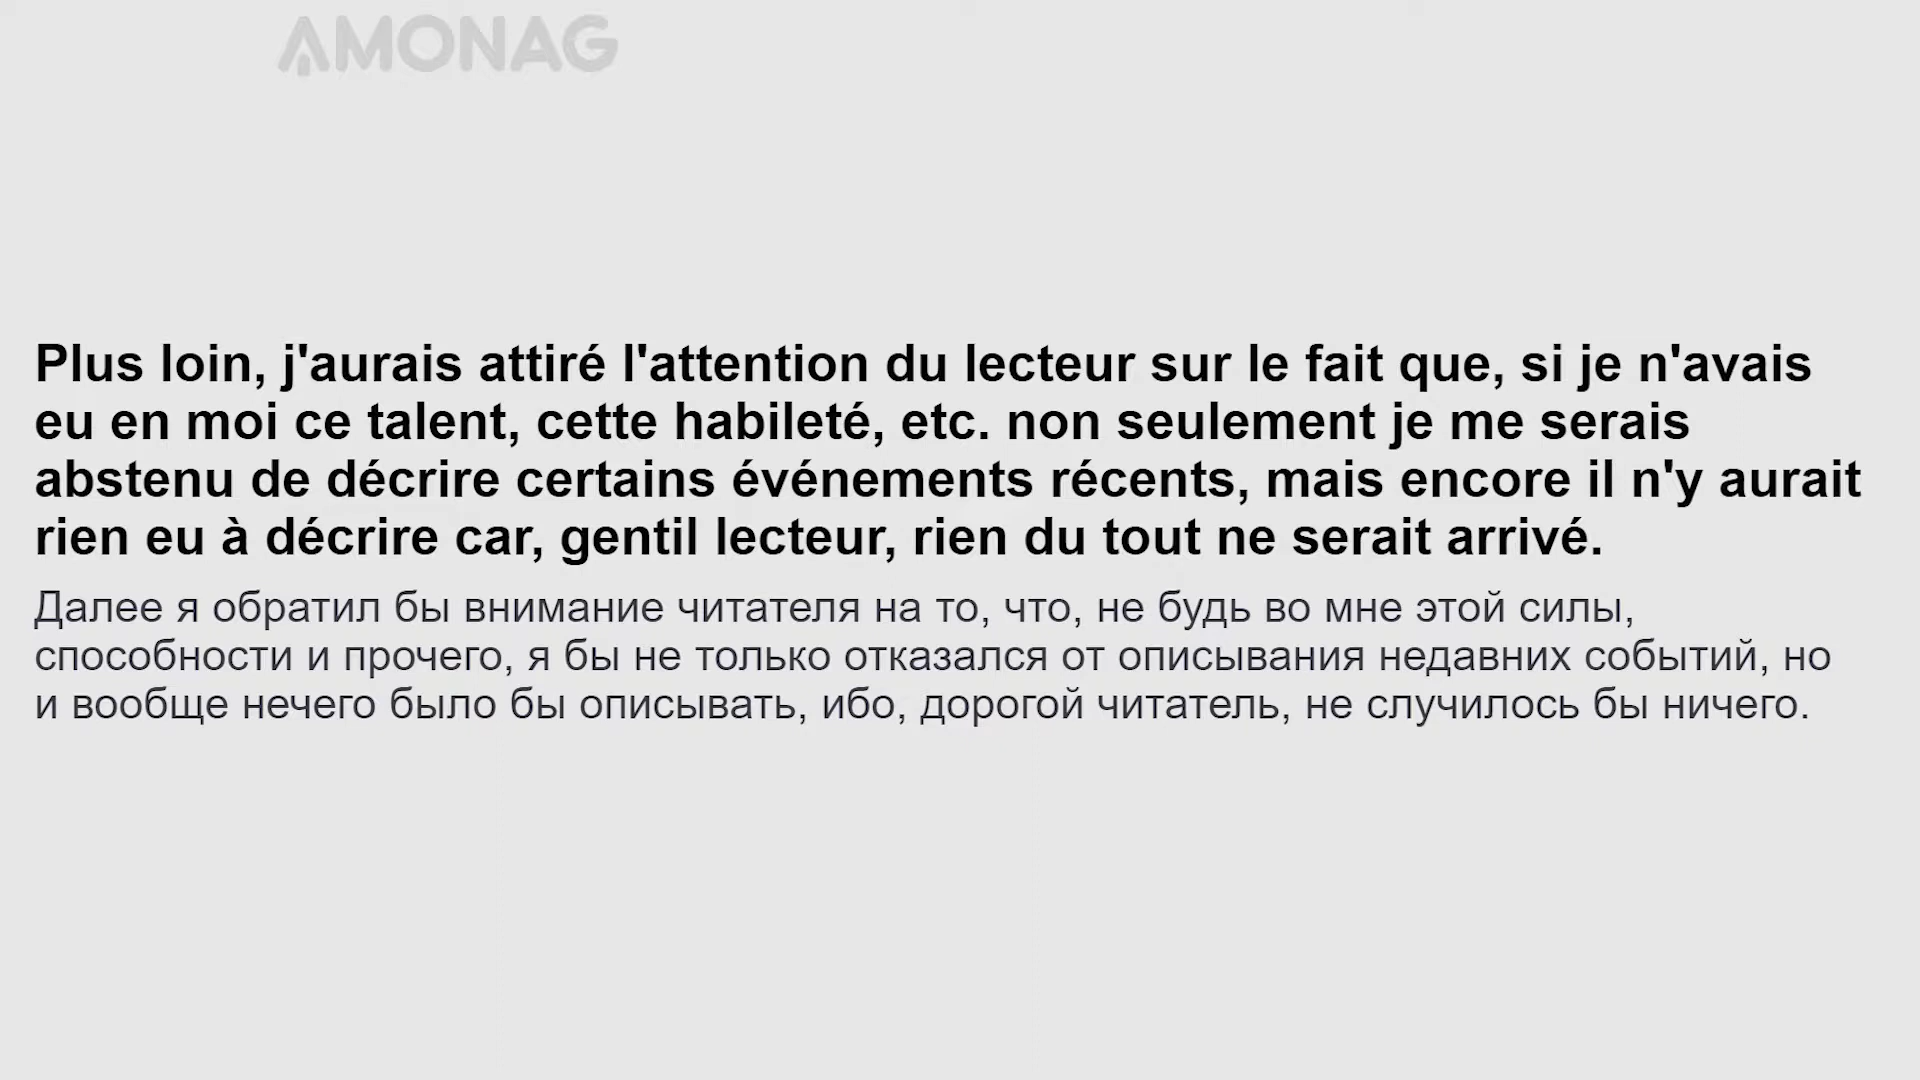 AMONAG
Plus loin, j'aurais attiré l'attention du lecteur sur le fait que, si je n'avais
eu en moi ce talent, cette habileté, etc. non seulement je me serais
abstenu de décrire certains événements récents, mais encore il n'y aurait
rien eu à décrire car, gentil lecteur, rien du tout ne serait arrivé.
Далее я обратил бы внимание читателя на то, что, не будь во мне этой силы,
способности и прочего, я бы не только отказался от описывания недавних событий, но
и вообще нечего было бы описывать, ибо, дорогой читатель, не случилось бы ничего.